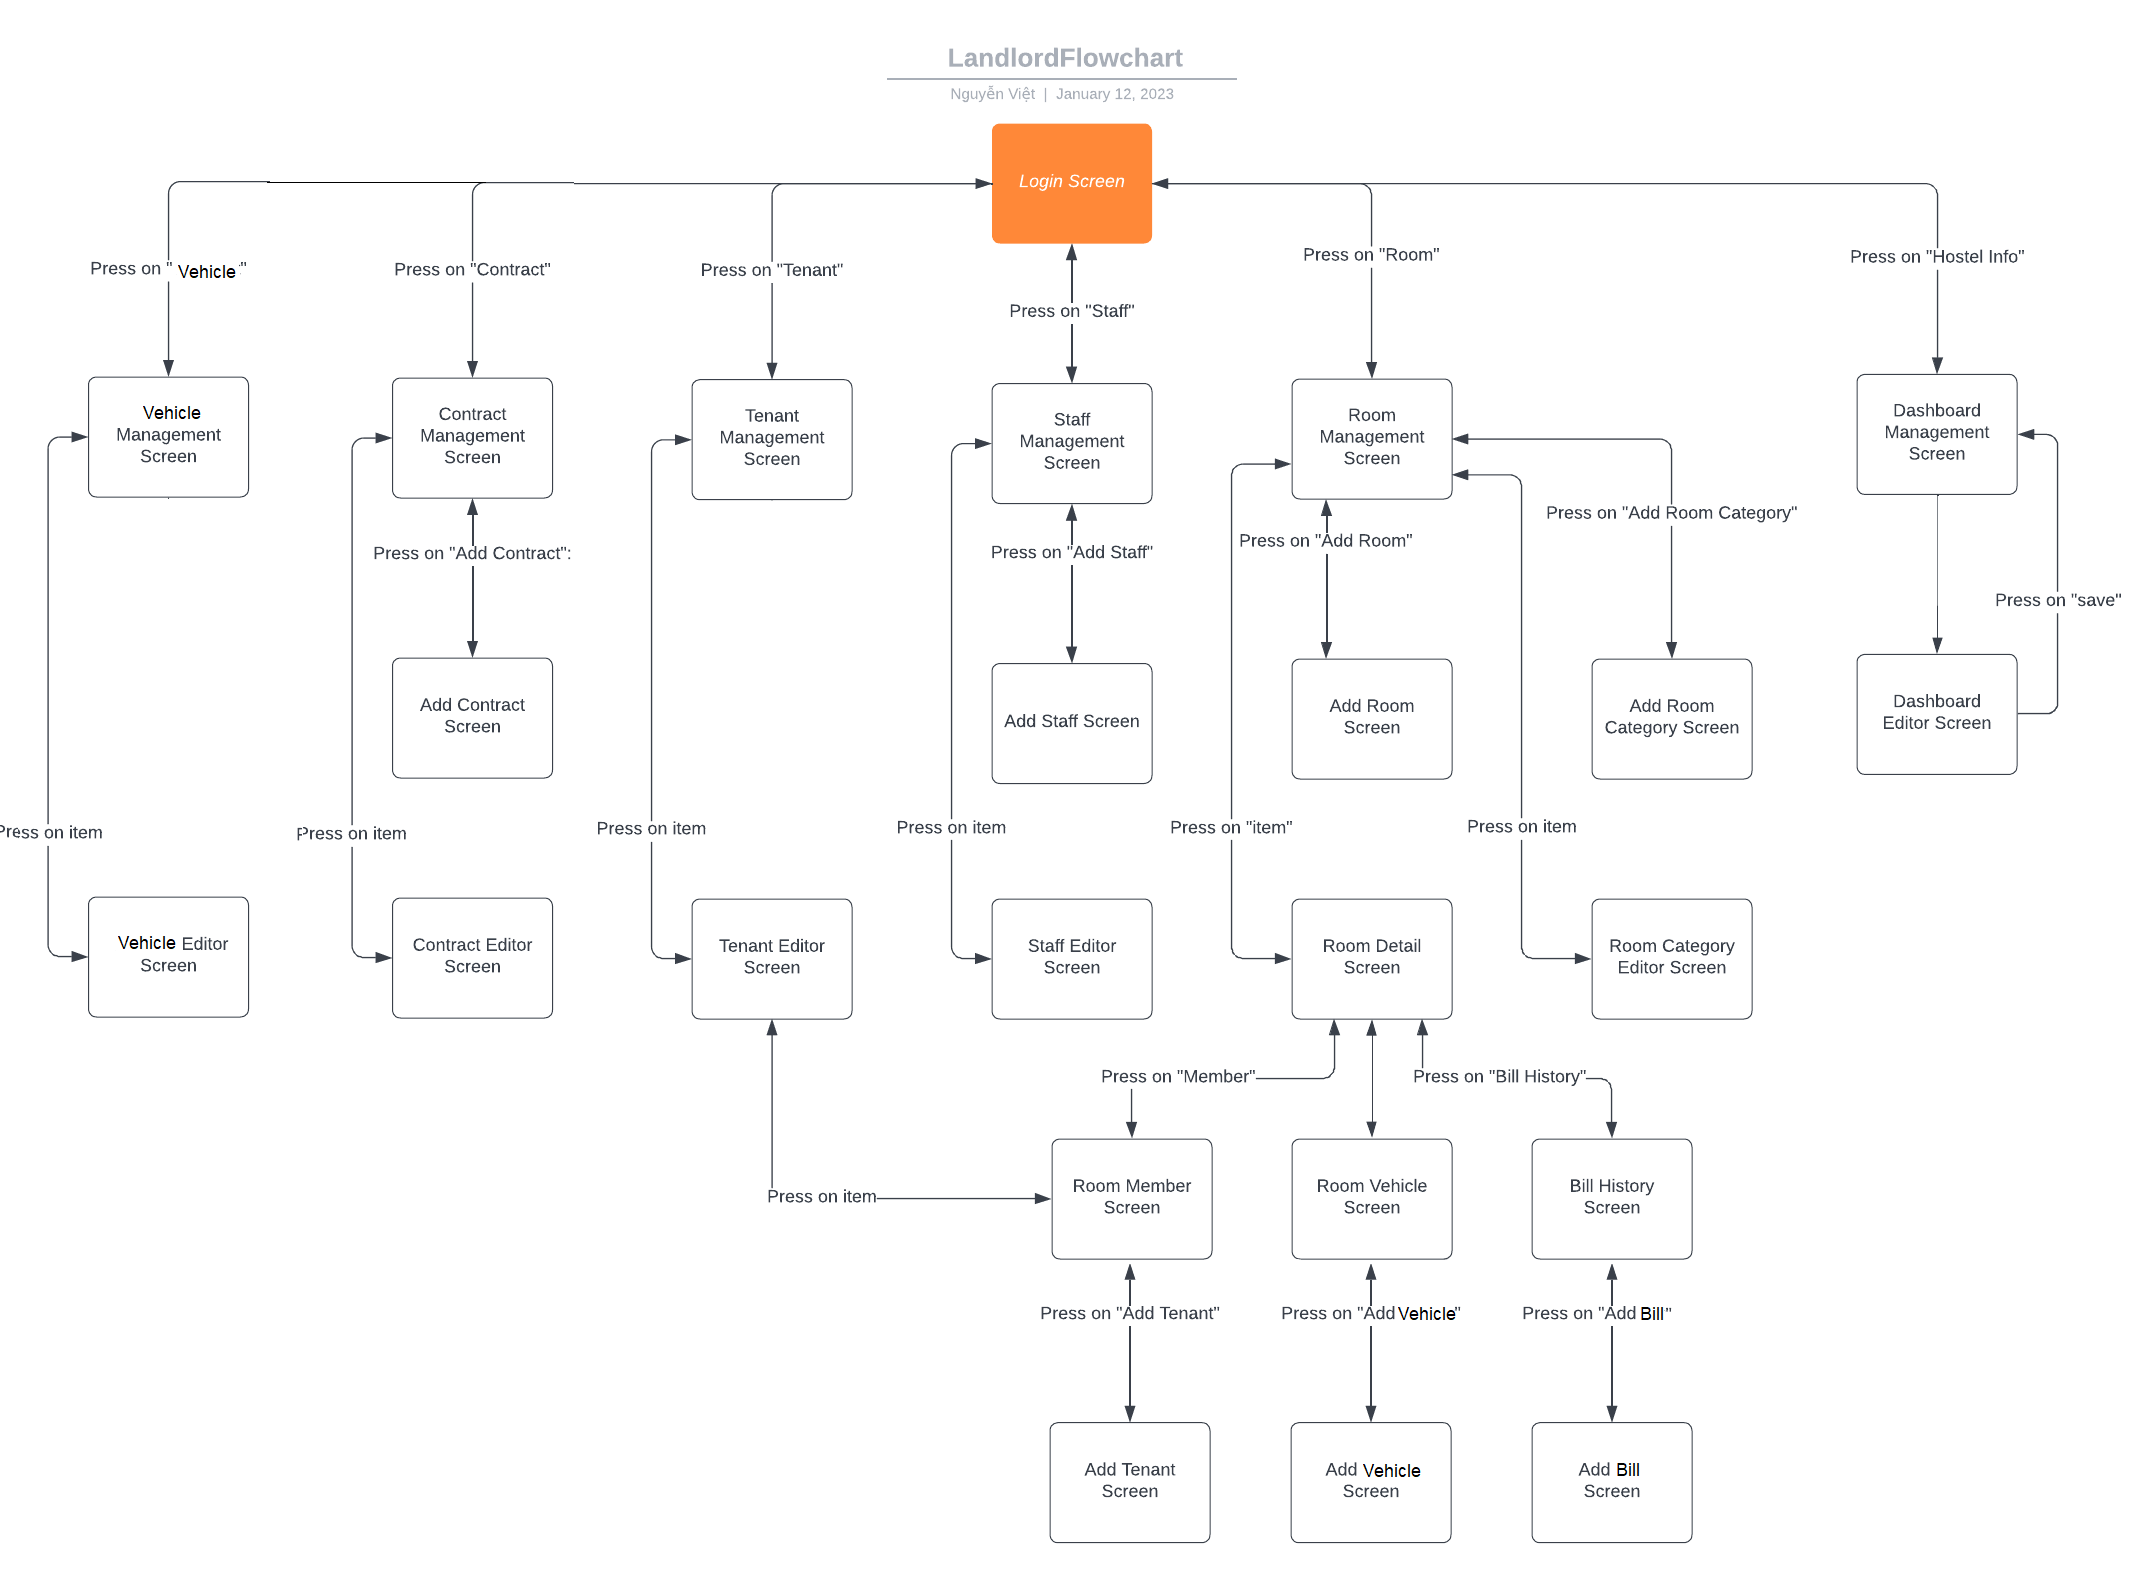 LandlordFlowchart
Nguyễn Việt | January 12, 2023
Login Screen
Press on "Vehicle"
Press on "Contract"
Press on "Tenant"
Press on "Staff"
Press on "Room"
Press on "Hostel Info"
Vehicle
Management
Screen
Contract
Management
Screen
Tenant
Management
Screen
Staff
Management
Screen
Room
Management
Screen
Dashboard
Management
Screen
Press on "Add Contract":
Press on "Add Staff"
Press on "Add Room"
Press on "Add Room Category"
Press on "save"
Add Contract
Screen
Add Staff Screen
Add Room
Screen
Add Room
Category Screen
Dashboard
Editor Screen
Press on item
Press on item
Press on item
Press on item
Press on "item"
Press on item
Vehicle Editor
Screen
Contract Editor
Screen
Tenant Editor
Screen
Staff Editor
Screen
Room Detail
Screen
Room Category
Editor Screen
Press on "Member"
Press on "Bill History"
Press on item
Room Member
Screen
Room Vehicle
Screen
Bill History
Screen
Press on "Add Tenant"
Press on "Add Vehicle"
Press on "Add Bill"
Add Tenant
Screen
Add Vehicle
Screen
Add Bill
Screen